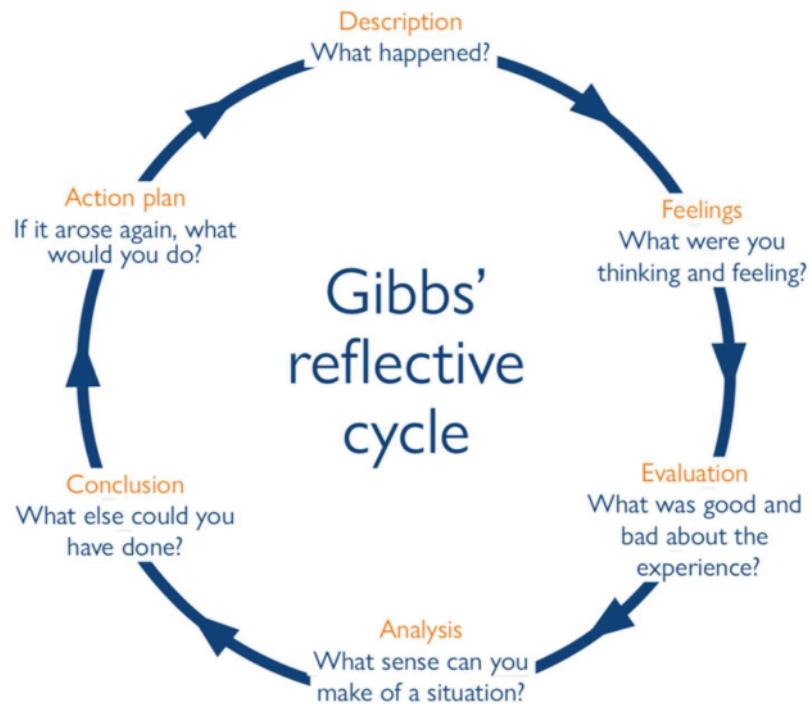 Description
What happened?
Feelings
What were you
thinking and feeling?
Evaluation
What was good and
bad about the
experience?
Analysis
What sense can you
make of a situation?
Conclusion
What else could you
have done?
Action plan
If it arose again, what
would you do?
Gibbs’
reflective
cycle